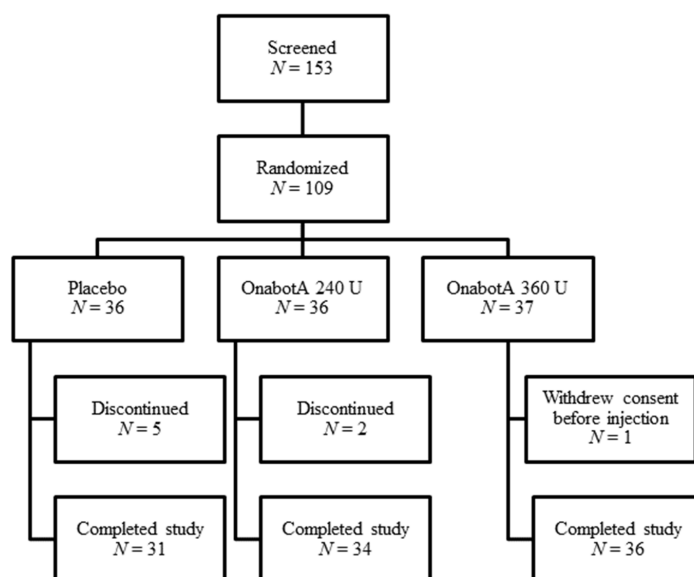 Screened
N = 153
Randomized
N = 109
Placebo
N = 36
OnabotA 240 U
N = 36
OnabotA 360 U
N = 37
Discontinued
N = 5
Discontinued
N = 2
Withdrew consent
before injection
N = 1
Completed study
N = 31
Completed study
N = 34
Completed study
N = 36